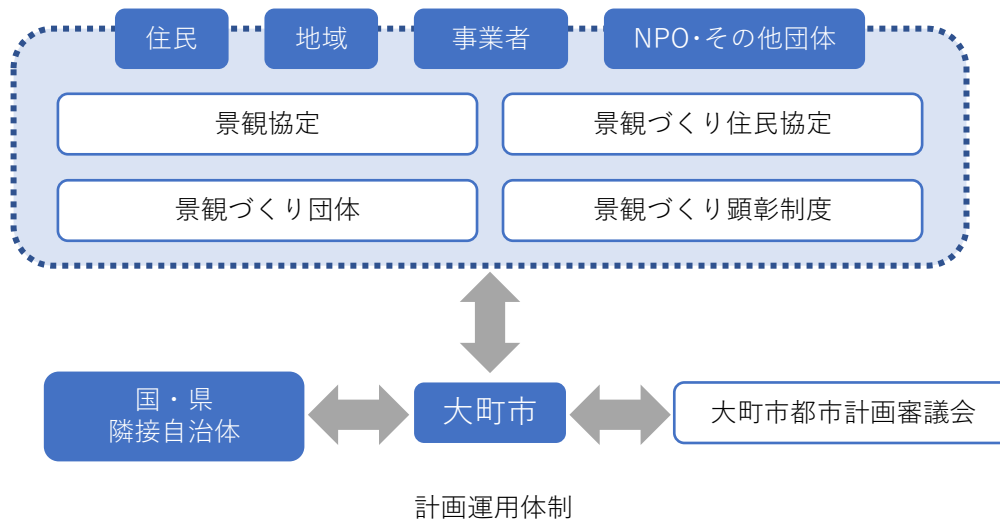 住民
地域
事業者
NPO・その他団体
景観協定
景観づくり住民協定
景観づくり団体
景観づくり顕彰制度
国・県
隣接自治体
大町市
大町市都市計画審議会
計画運用体制